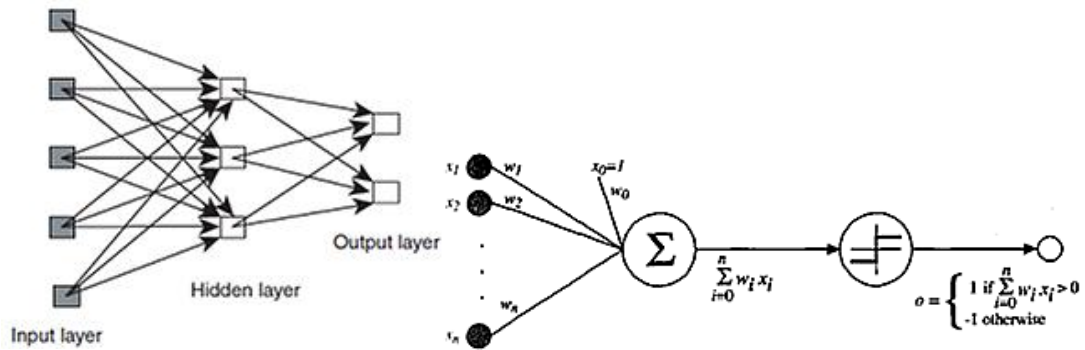 Input layer
Hidden layer
Output layer
x₁
w₁
x₂
w₂
.
.
.
wₙ
xₙ
x₀=1
w₀
Σ
n
Σ wᵢ xᵢ
i=0
o = { 1 if Σ wᵢ xᵢ > 0
n
i=0
-1 otherwise